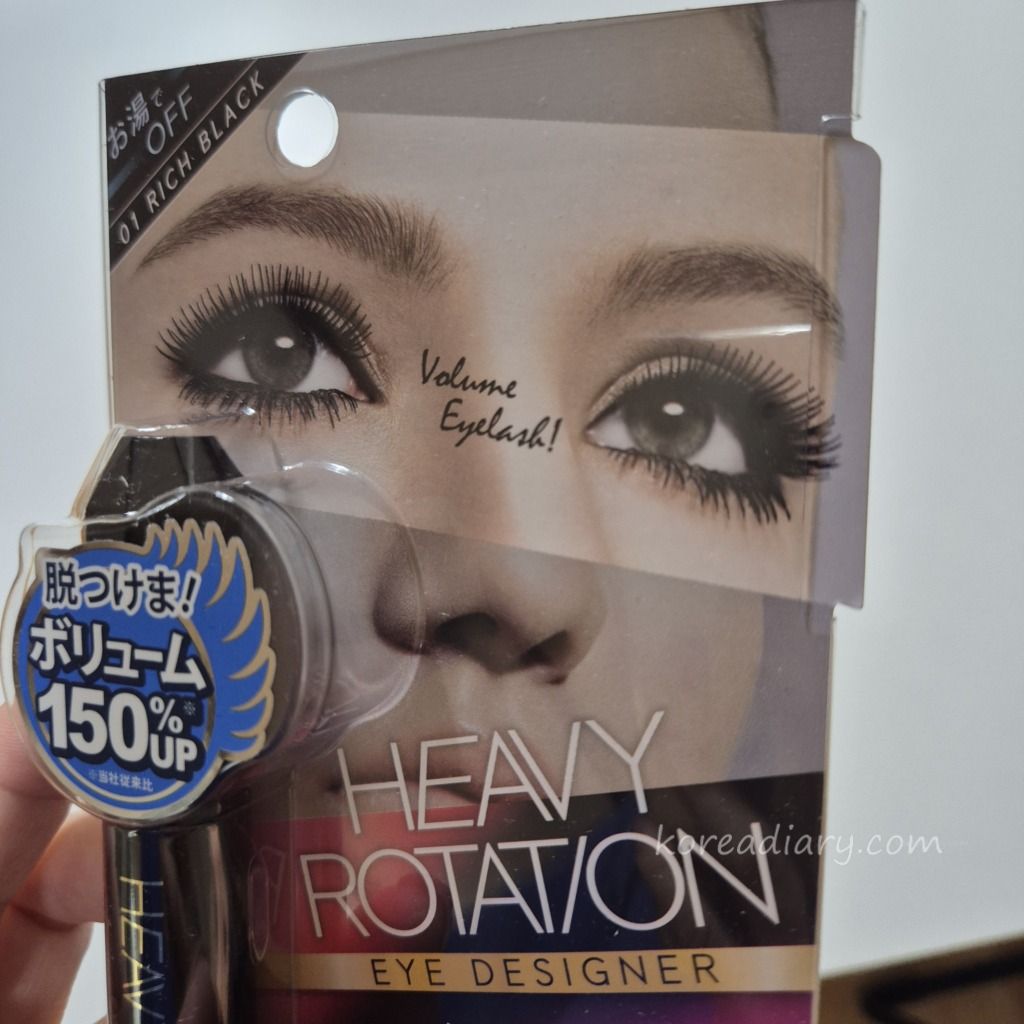 お湯で
OFF
01 RICH BLACK
Volume
Eyelash!
脱つけま!
ボリューム
150%※
UP
※当社従来比
HEAVY
ROTATION
EYE DESIGNER
HEAV
koreadiary.com